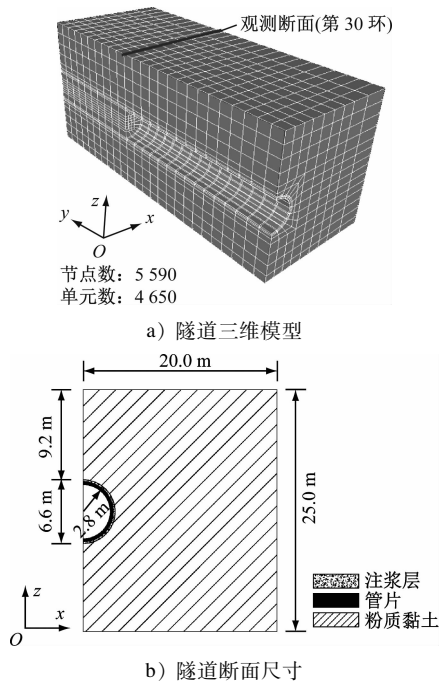 观测断面(第 30 环)
z
y
x
O
节点数：5 590
单元数：4 650
a）隧道三维模型
20.0 m
9.2 m
6.6 m
2.8 m
25.0 m
z
x
O
注浆层
管片
粉质黏土
b）隧道断面尺寸